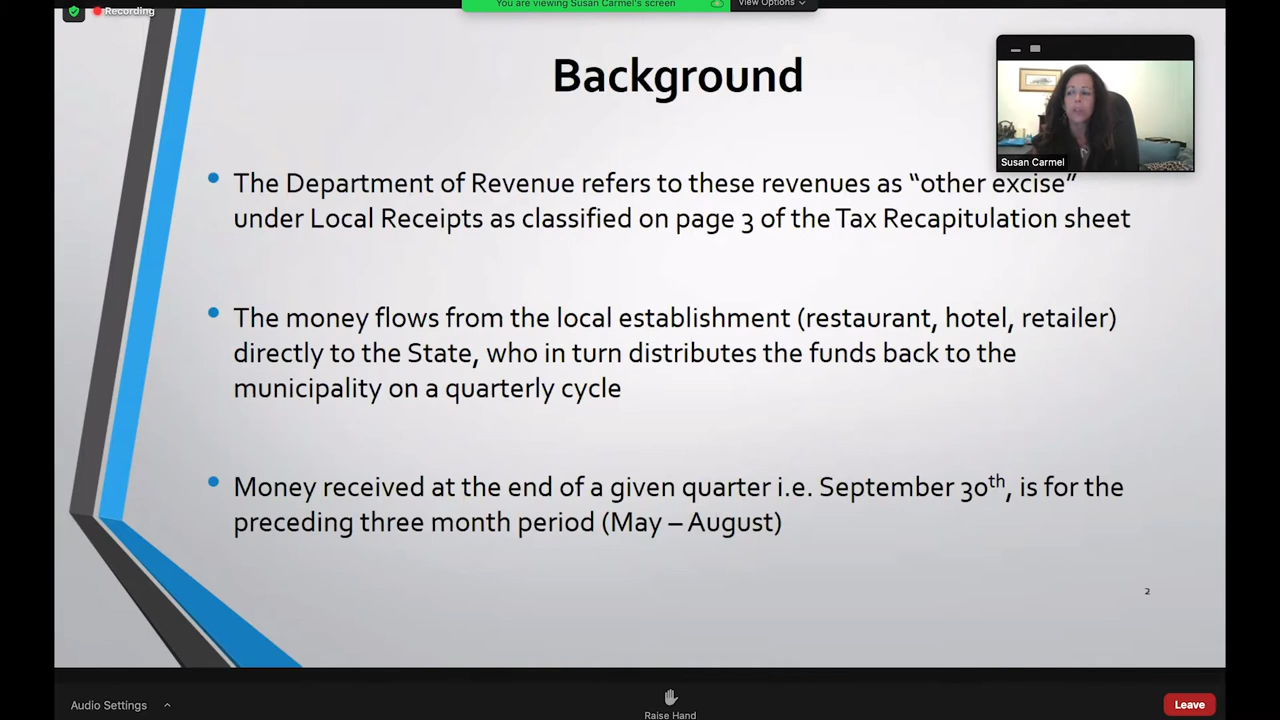 Recording
You are viewing Susan Carmel's screen
View Options
Background
Susan Carmel
The Department of Revenue refers to these revenues as “other excise”
under Local Receipts as classified on page 3 of the Tax Recapitulation sheet
The money flows from the local establishment (restaurant, hotel, retailer)
directly to the State, who in turn distributes the funds back to the
municipality on a quarterly cycle
Money received at the end of a given quarter i.e. September 30th, is for the
preceding three month period (May – August)
2
Audio Settings
Raise Hand
Leave